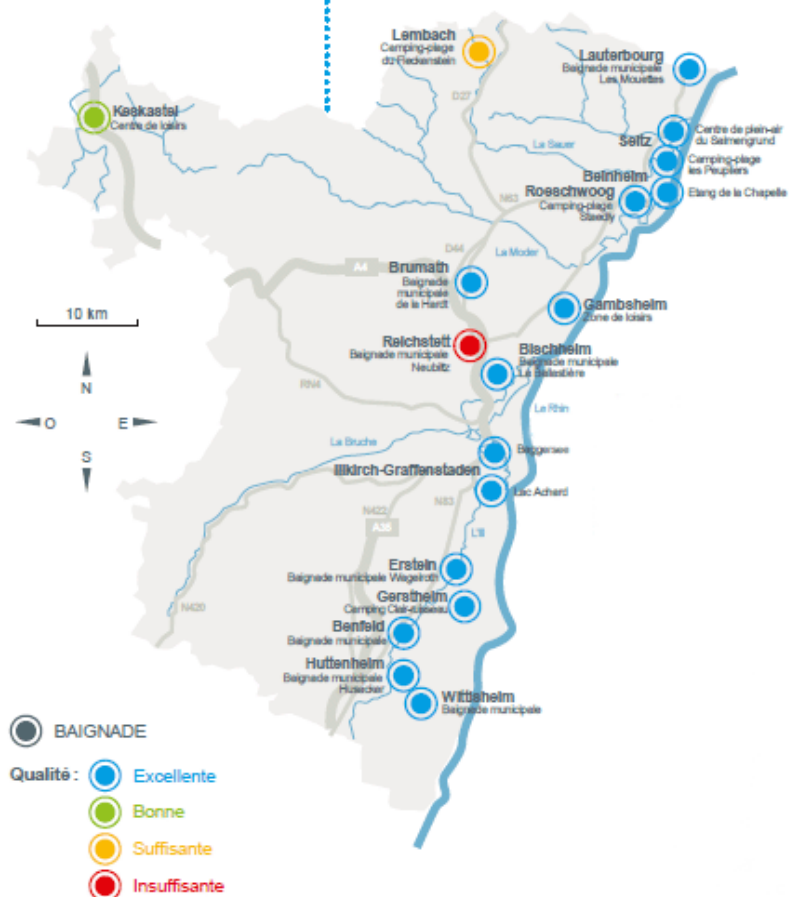 Lembach
Camping-plage
du Fleckenstein
Lauterbourg
Baignade municipale
Les Mouettes
D27
Keskastel
Centre de loisirs
Centre de plein-air
du Salmengrund
Seltz
La Sauer
Camping-plage
les Peupliers
Beinheim
Etang de la Chapelle
Roeschwoog
Camping-plage
Staedly
N63
D44
La Moder
A4
Brumath
Baignade
municipale
de la Hardt
Gambsheim
Zone de loisirs
10 km
Reichstett
Baignade municipale
Bischheim
Baignade municipale
La Ballastière
N
O
E
S
RN4
Le Rhin
La Bruche
Baggersee
Illkirch-Graffenstaden
Lac Achard
N83
N422
A35
L'Ill
Erstein
Baignade municipale Wagelroth
Gerstheim
Camping Clair-ruisseau
N420
Benfeld
Baignade municipale
Huttenheim
Baignade municipale
Wittisheim
Baignade municipale
BAIGNADE
Qualité :
Excellente
Bonne
Suffisante
Insuffisante